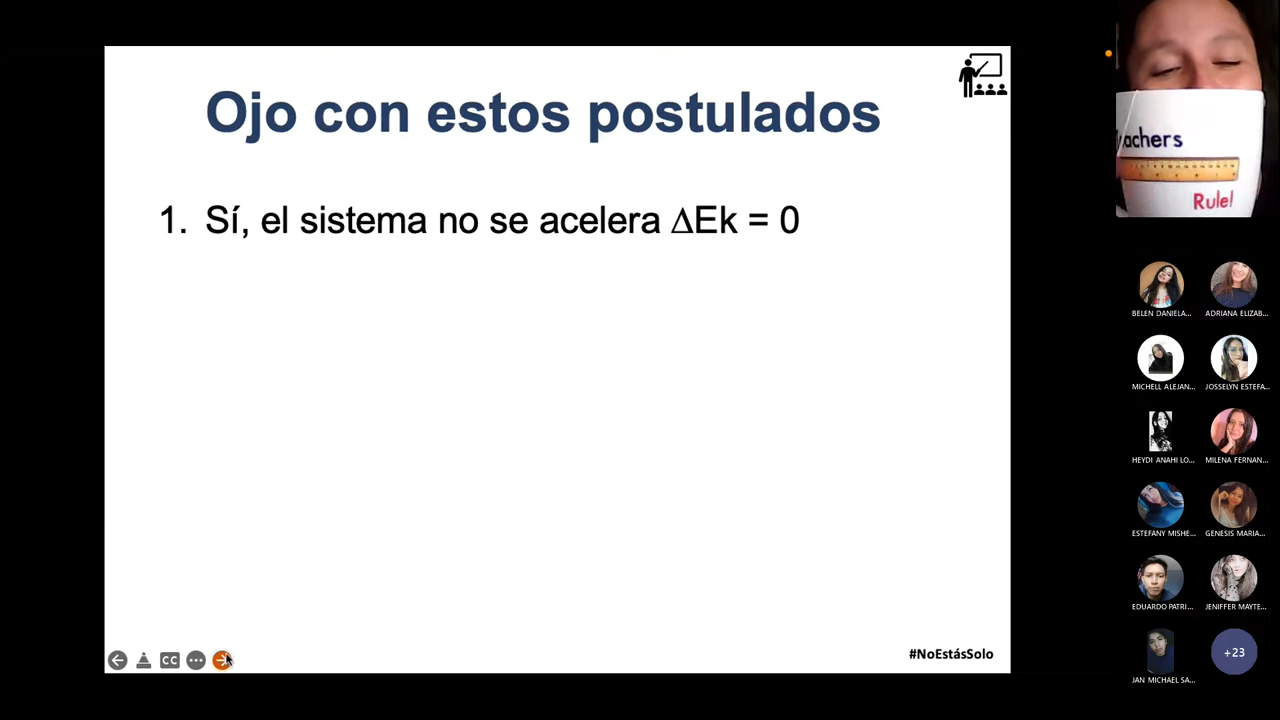 Ojo con estos postulados
1. Sí, el sistema no se acelera ∆Ek = 0
#NoEstásSolo
CC
achers
Rule!
BELEN DANIELA...
ADRIANA ELIZAB...
MICHELL ALEJAN...
JOSSELYN ESTEFA...
HEYDI ANAHI LO...
MILENA FERNAN...
ESTEFANY MISHE...
GENESIS MARIA...
EDUARDO PATRI...
JENIFFER MAYTE...
JAN MICHAEL SA...
+23